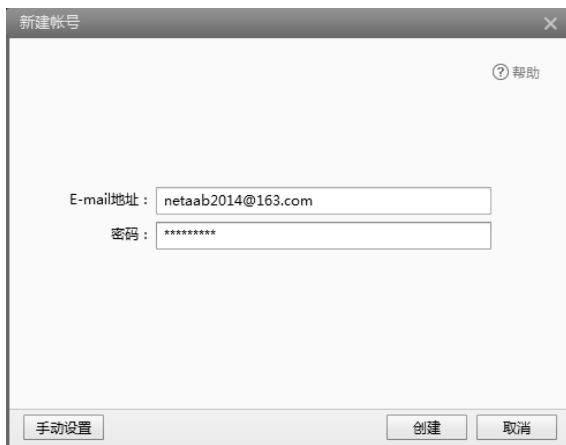 新建帐号
帮助
E-mail地址： netaab2014@163.com
密码： *********
手动设置 创建 取消